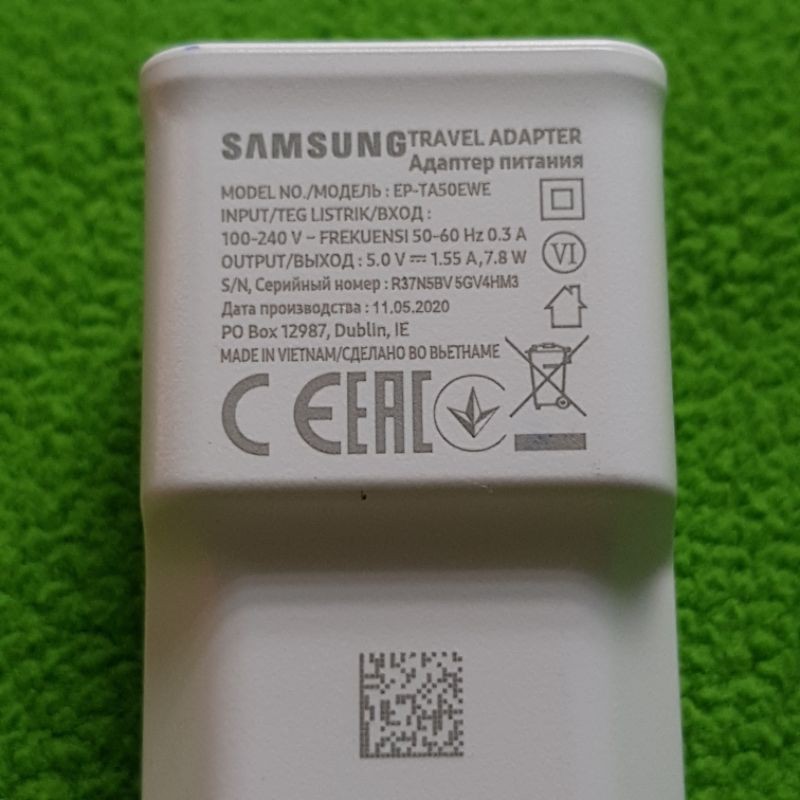 SAMSUNG TRAVEL ADAPTER
Адаптер питания
MODEL NO./МОДЕЛЬ : EP-TA50EWE
INPUT/TEG LISTRIK/ВХОД :
100-240 V ~ FREKUENSI 50-60 Hz 0.3 A
OUTPUT/ВЫХОД : 5.0 V ⎓ 1.55 A, 7.8 W
VI
S/N, Серийный номер : R37N5BV5GV4HM3
Дата производства : 11.05.2020
PO Box 12987, Dublin, IE
MADE IN VIETNAM/СДЕЛАНО ВО ВЬЕТНАМЕ
CE EAC